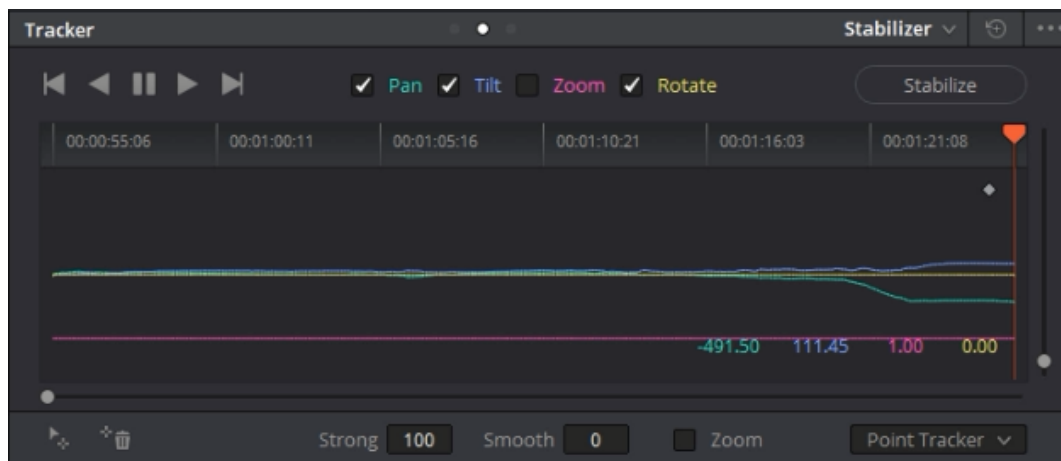 Tracker Stabilizer
Pan Tilt Zoom Rotate Stabilize
00:00:55:06 00:01:00:11 00:01:05:16 00:01:10:21 00:01:16:03 00:01:21:08
-491.50 111.45 1.00 0.00
Strong 100 Smooth 0 Zoom Point Tracker